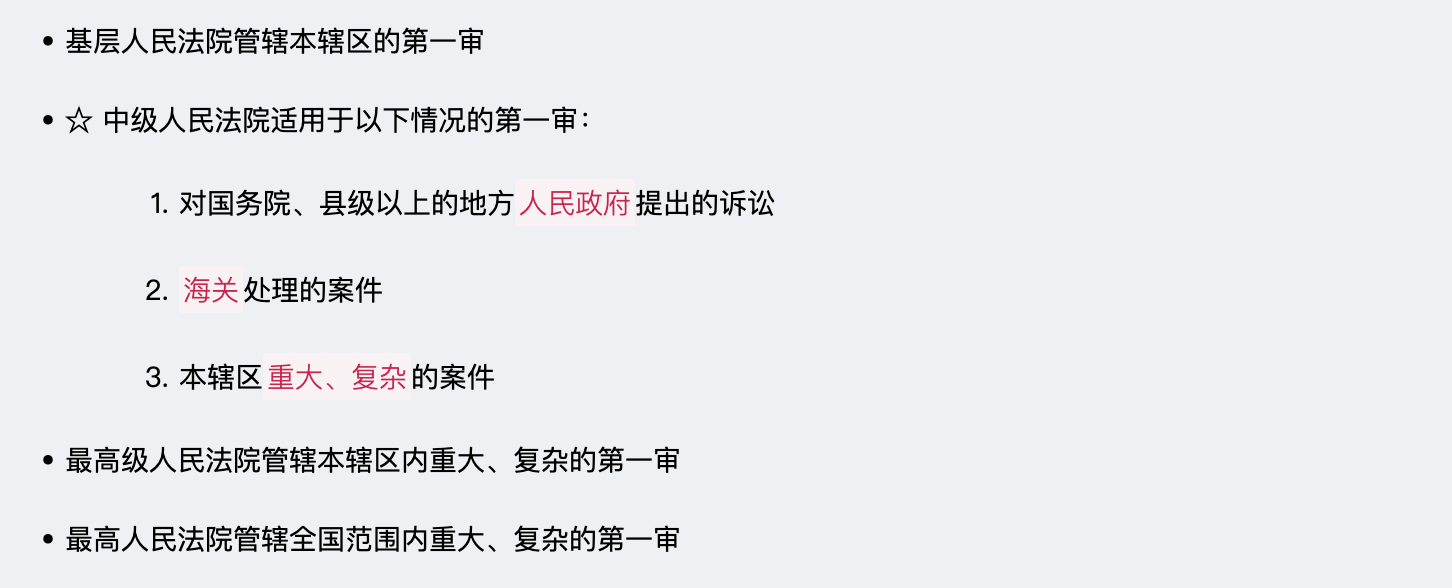 • 基层人民法院管辖本辖区的第一审
• ☆ 中级人民法院适用于以下情况的第一审：
1. 对国务院、县级以上的地方人民政府提出的诉讼
2. 海关处理的案件
3. 本辖区重大、复杂的案件
• 最高级人民法院管辖本辖区内重大、复杂的第一审
• 最高人民法院管辖全国范围内重大、复杂的第一审